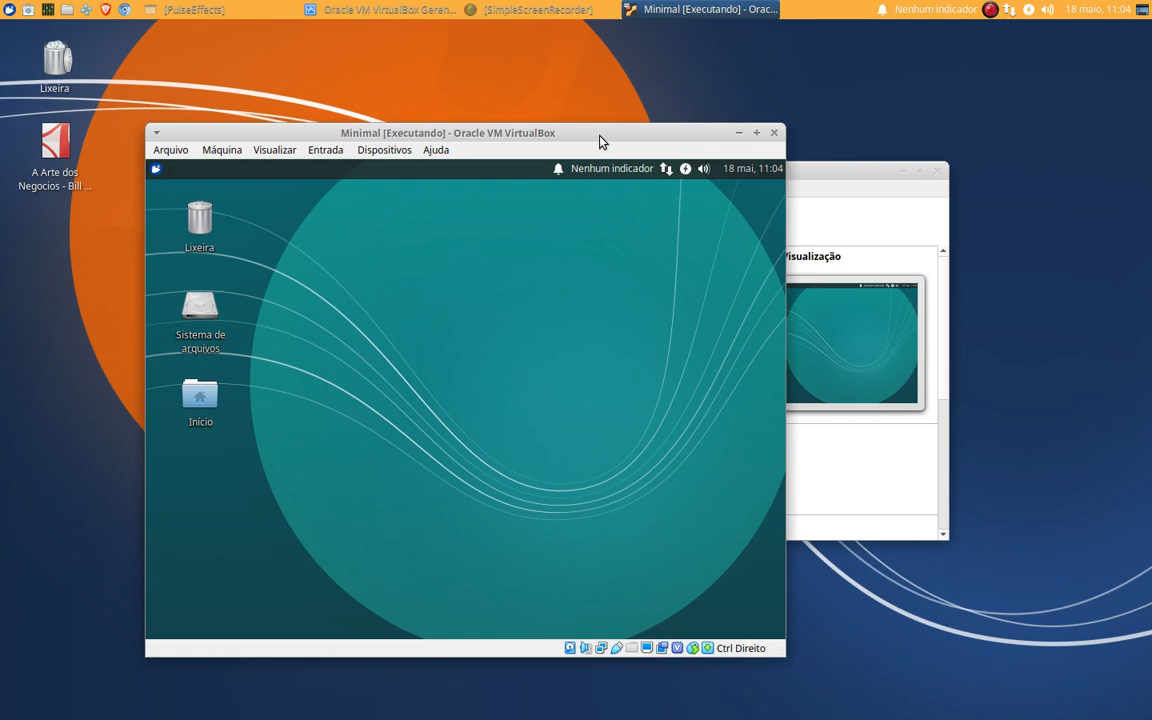 [PulseEffects]
Oracle VM VirtualBox Geren...
[SimpleScreenRecorder]
Minimal [Executando] - Orac...
Nenhum indicador
18 maio, 11:04
Lixeira
A Arte dos
Negocios - Bill ...
Minimal [Executando] - Oracle VM VirtualBox
Arquivo Máquina Visualizar Entrada Dispositivos Ajuda
Nenhum indicador
18 mai, 11:04
Lixeira
Sistema de
arquivos
Início
Visualização
Ctrl Direito